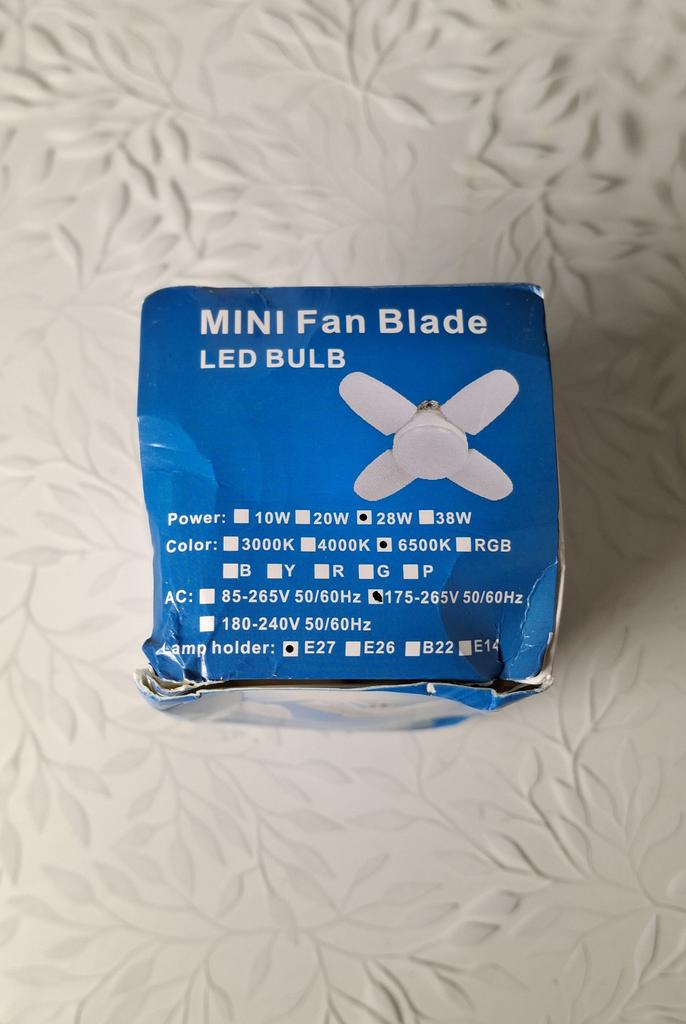 MINI Fan Blade
LED BULB
Power: 10W 20W 28W 38W
Color: 3000K 4000K 6500K RGB
B Y R G P
AC: 85-265V 50/60Hz 175-265V 50/60Hz
180-240V 50/60Hz
Lamp holder: E27 E26 B22 E14